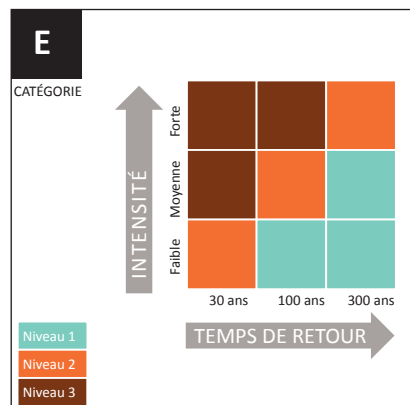 E
CATÉGORIE
INTENSITÉ
Forte
Moyenne
Faible
30 ans 100 ans 300 ans
TEMPS DE RETOUR
Niveau 1
Niveau 2
Niveau 3